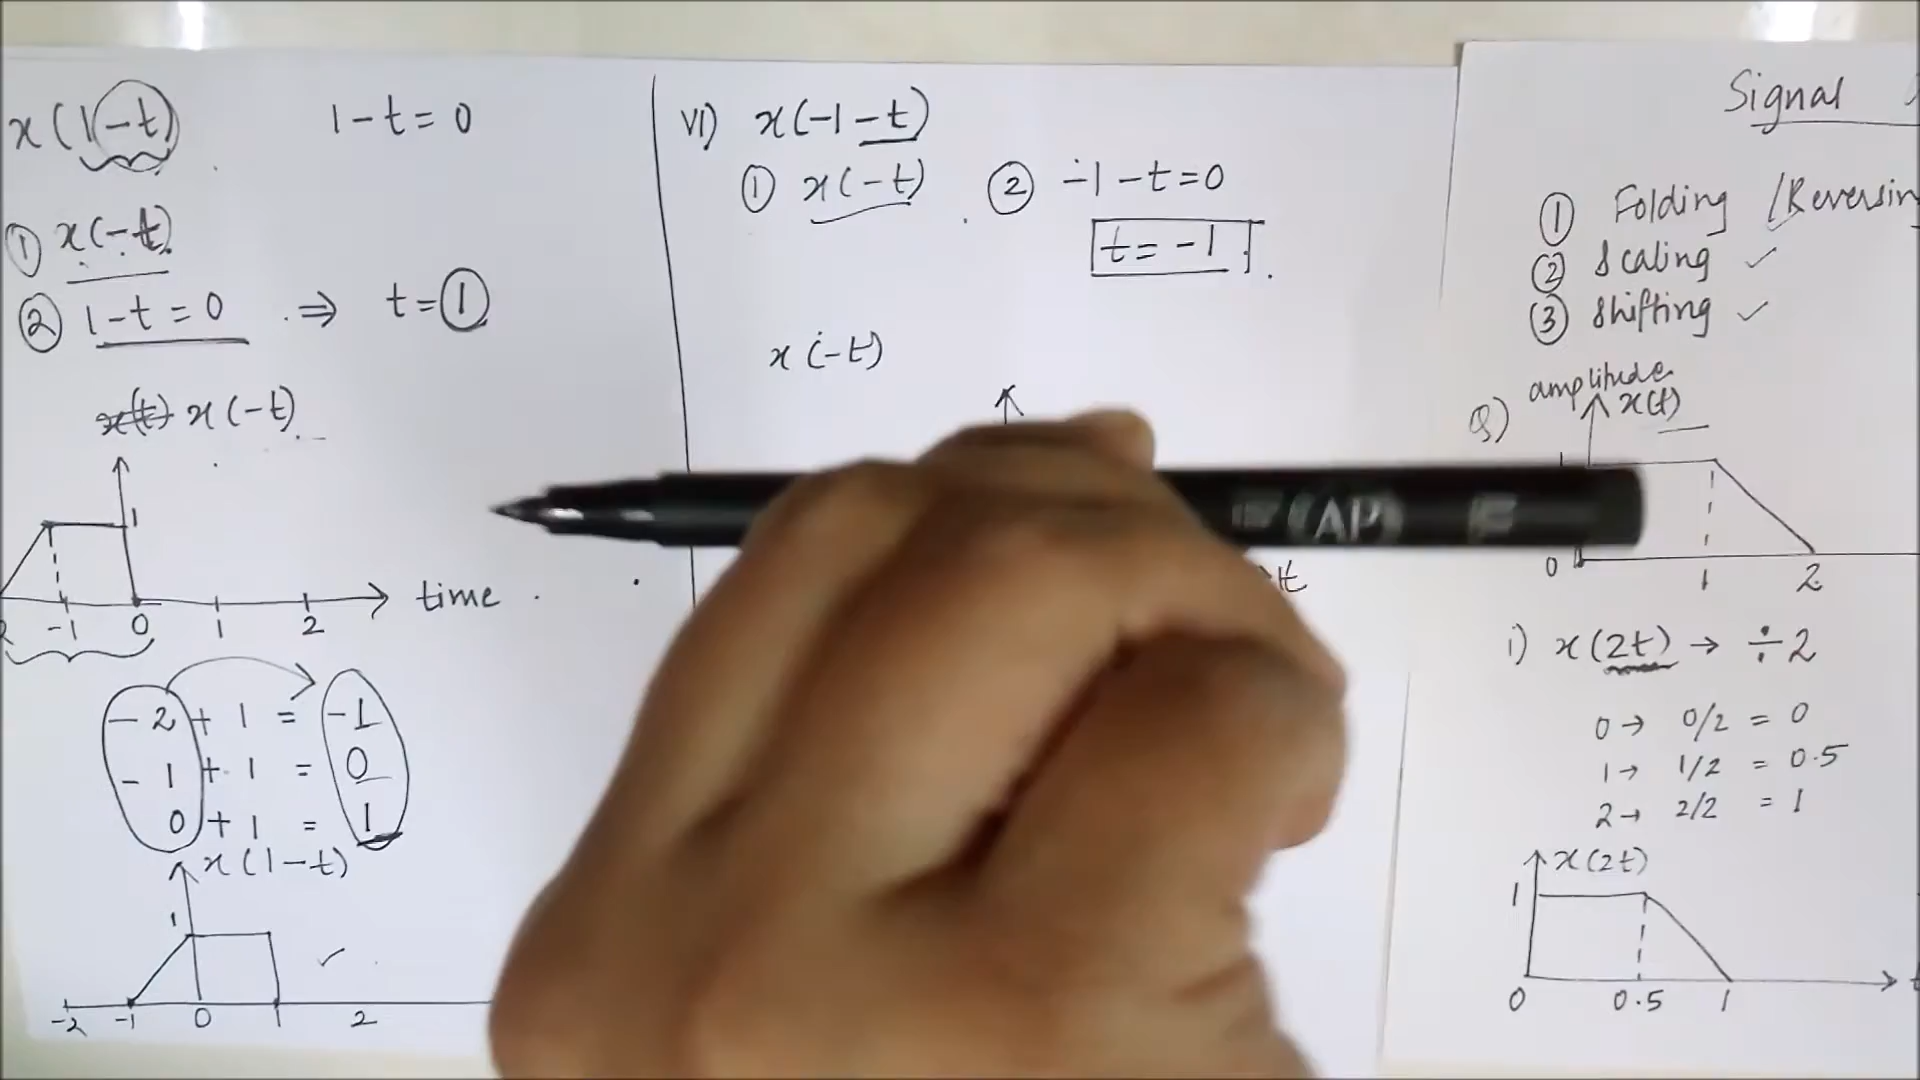 x(1-t) 1-t=0
① x(-t)
② 1-t=0 ⇒ t=1
x(t) x(-t)
1
-1 0 1 2 time
-2+1 = -1
-1+1 = 0
0+1 = 1
x(1-t)
1
-2 -1 0 1 2
VI) x(-1-t)
① x(-t) ② -1-t=0
t=-1
x(-t)
t
(AP)
Signal
① Folding /Reversin
② Scaling ✓
③ Shifting ✓
Q) amplitude
x(t)
1
0 1 2
i) x(2t) → ÷2
0→ 0/2 = 0
1→ 1/2 = 0.5
2→ 2/2 = 1
x(2t)
1
0 0.5 1